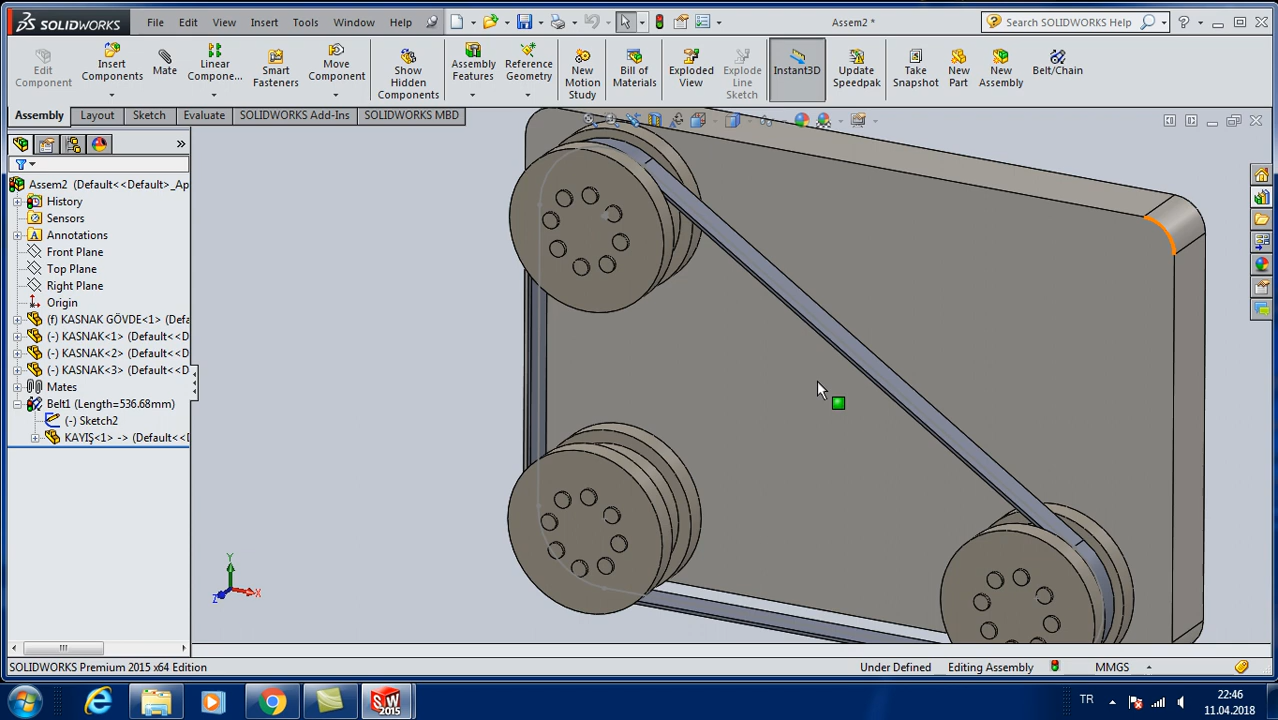 SOLIDWORKS File Edit View Insert Tools Window Help Assem2 * Search SOLIDWORKS Help
Edit Component
Insert Components
Mate
Linear Compone...
Smart Fasteners
Move Component
Show Hidden Components
Assembly Features
Reference Geometry
New Motion Study
Bill of Materials
Exploded View
Explode Line Sketch
Instant3D
Update Speedpak
Take Snapshot
New Part
New Assembly
Belt/Chain
Assembly Layout Sketch Evaluate SOLIDWORKS Add-Ins SOLIDWORKS MBD
Assem2 (Default<<Default>_Ap
History
Sensors
Annotations
Front Plane
Top Plane
Right Plane
Origin
(f) KASNAK GÖVDE<1> (Defa
(-) KASNAK<1> (Default<<D
(-) KASNAK<2> (Default<<D
(-) KASNAK<3> (Default<<D
Mates
Belt1 (Length=536.68mm)
(-) Sketch2
KAYIŞ<1> -> (Default<<D
Y
Z X
SOLIDWORKS Premium 2015 x64 Edition Under Defined Editing Assembly MMGS
SW 2015
TR 22:46
11.04.2018